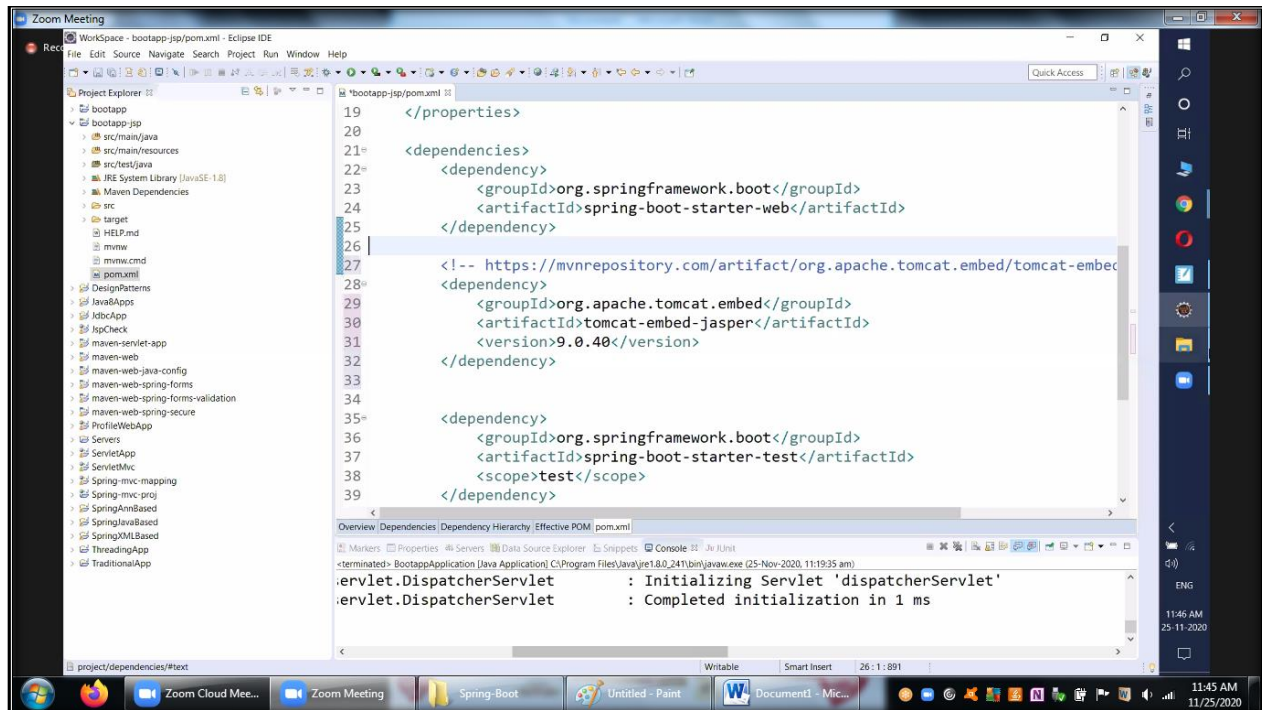 Zoom Meeting
Rec
WorkSpace - bootapp-jsp/pom.xml - Eclipse IDE
File Edit Source Navigate Search Project Run Window Help
Quick Access
Project Explorer
*bootapp-jsp/pom.xml
bootapp
bootapp-jsp
src/main/java
src/main/resources
src/test/java
JRE System Library [JavaSE-1.8]
Maven Dependencies
src
target
HELP.md
mvnw
mvnw.cmd
pom.xml
DesignPatterns
Java8Apps
JdbcApp
JspCheck
maven-servlet-app
maven-web
maven-web-java-config
maven-web-spring-forms
maven-web-spring-forms-validation
maven-web-spring-secure
ProfileWebApp
Servers
ServletApp
ServletMvc
Spring-mvc-mapping
Spring-mvc-proj
SpringAnnBased
SpringJavaBased
SpringXMLBased
ThreadingApp
TraditionalApp
19 </properties>
20
21 <dependencies>
22 <dependency>
23 <groupId>org.springframework.boot</groupId>
24 <artifactId>spring-boot-starter-web</artifactId>
25 </dependency>
26
27 <!-- https://mvnrepository.com/artifact/org.apache.tomcat.embed/tomcat-embed
28 <dependency>
29 <groupId>org.apache.tomcat.embed</groupId>
30 <artifactId>tomcat-embed-jasper</artifactId>
31 <version>9.0.40</version>
32 </dependency>
33
34
35 <dependency>
36 <groupId>org.springframework.boot</groupId>
37 <artifactId>spring-boot-starter-test</artifactId>
38 <scope>test</scope>
39 </dependency>
Overview Dependencies Dependency Hierarchy Effective POM pom.xml
Markers Properties Servers Data Source Explorer Snippets Console JUnit
<terminated> BootappApplication [Java Application] C:\Program Files\Java\jre1.8.0_241\bin\javaw.exe (25-Nov-2020, 11:19:35 am)
servlet.DispatcherServlet : Initializing Servlet 'dispatcherServlet'
servlet.DispatcherServlet : Completed initialization in 1 ms
project/dependencies/#text
Writable
Smart Insert
26 : 1 : 891
ENG
11:46 AM
25-11-2020
Zoom Cloud Mee...
Zoom Meeting
Spring-Boot
Untitled - Paint
Document1 - Mic...
11:45 AM
11/25/2020